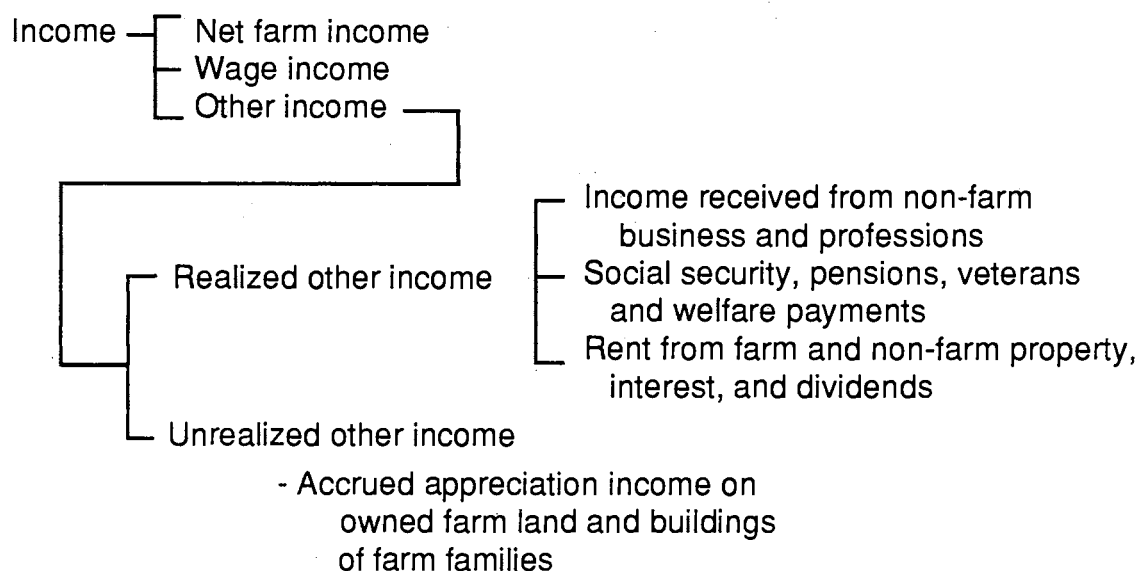 Income
Net farm income
Wage income
Other income
Income received from non-farm
business and professions
Realized other income
Social security, pensions, veterans
and welfare payments
Rent from farm and non-farm property,
interest, and dividends
Unrealized other income
- Accrued appreciation income on
owned farm land and buildings
of farm families